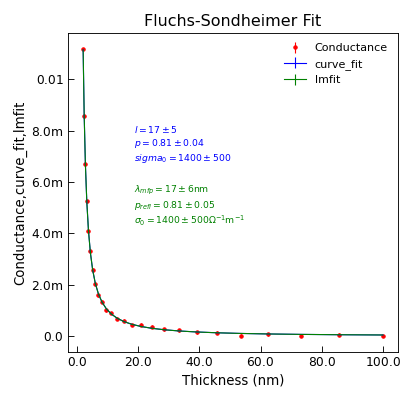 Fluchs-Sondheimer Fit
Conductance
curve_fit
lmfit
l = 17 ± 5
p = 0.81 ± 0.04
sigma₀ = 1400 ± 500
λmfp = 17 ± 6nm
prefl = 0.81 ± 0.05
σ₀ = 1400 ± 500Ω⁻¹m⁻¹
Conductance,curve_fit,lmfit
0.01
8.0m
6.0m
4.0m
2.0m
0.0
0.0 20.0 40.0 60.0 80.0 100.0
Thickness (nm)